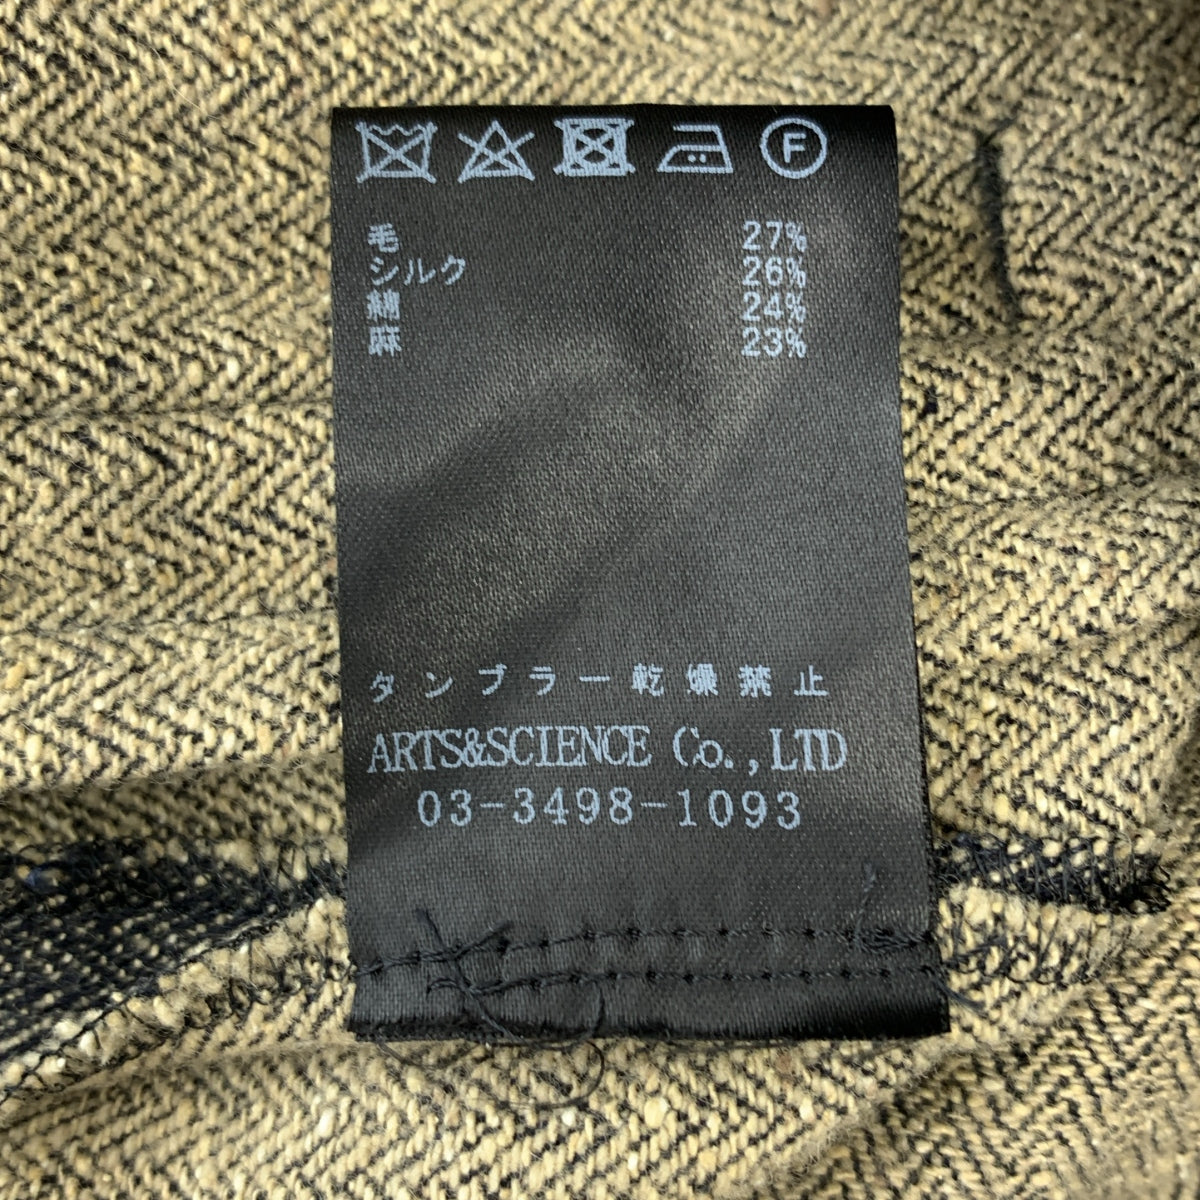 F
毛 27%
シルク 26%
綿 24%
麻 23%
タンブラー乾燥禁止
ARTS&SCIENCE Co.,LTD
03-3498-1093